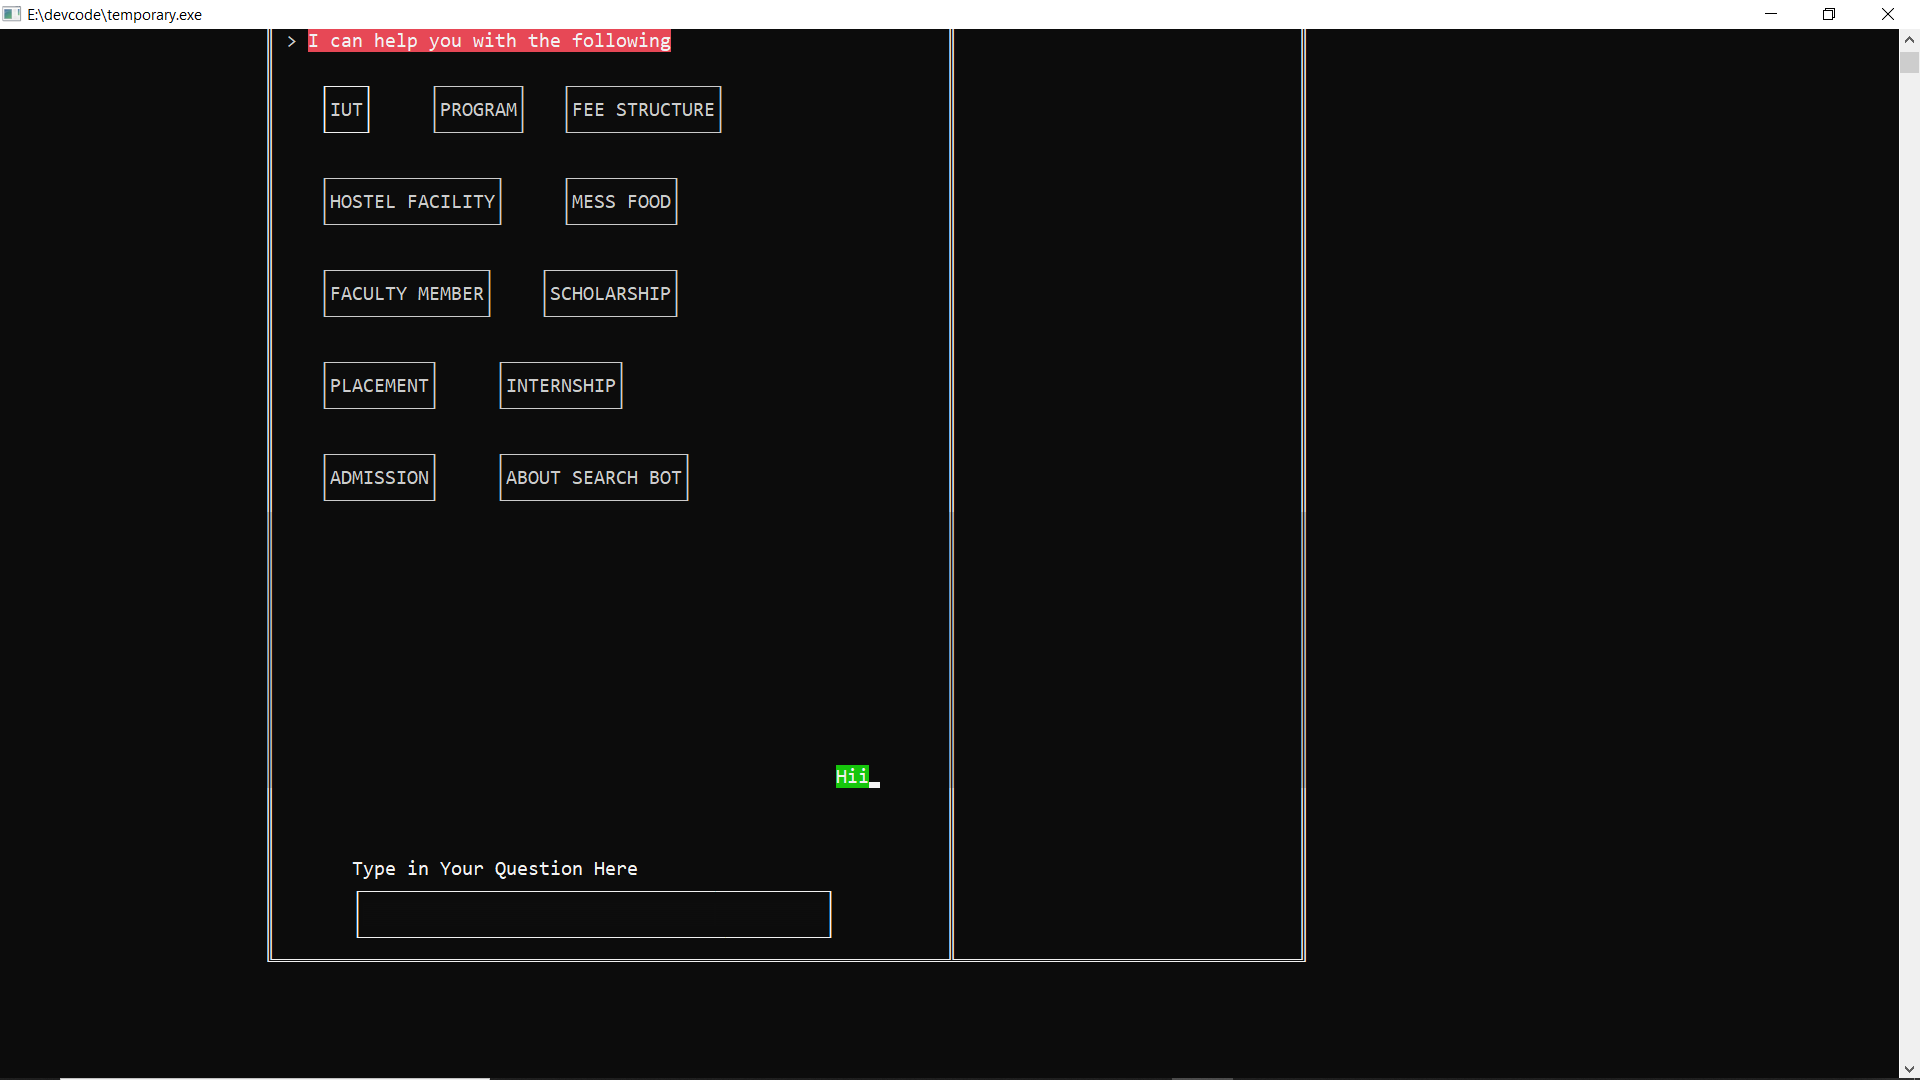 E:\devcode\temporary.exe
> I can help you with the following
IUT PROGRAM FEE STRUCTURE
HOSTEL FACILITY MESS FOOD
FACULTY MEMBER SCHOLARSHIP
PLACEMENT INTERNSHIP
ADMISSION ABOUT SEARCH BOT
Hii
Type in Your Question Here